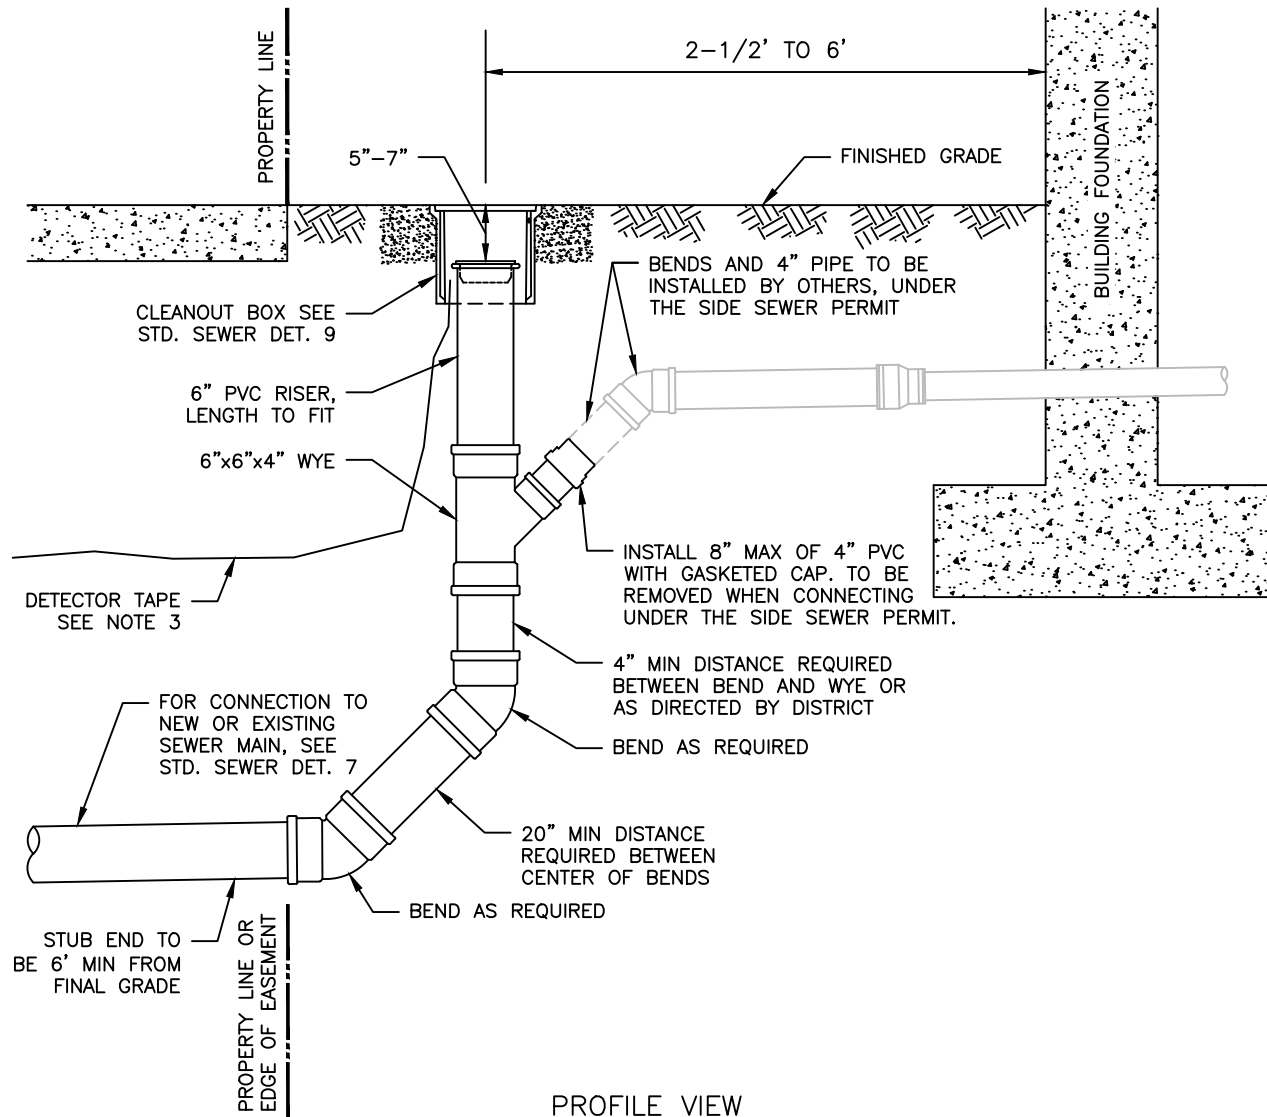 PROPERTY LINE
2-1/2' TO 6'
5"-7"
FINISHED GRADE
BUILDING FOUNDATION
BENDS AND 4" PIPE TO BE
INSTALLED BY OTHERS, UNDER
THE SIDE SEWER PERMIT
CLEANOUT BOX SEE
STD. SEWER DET. 9
6" PVC RISER,
LENGTH TO FIT
6"x6"x4" WYE
INSTALL 8" MAX OF 4" PVC
WITH GASKETED CAP. TO BE
REMOVED WHEN CONNECTING
UNDER THE SIDE SEWER PERMIT.
DETECTOR TAPE
SEE NOTE 3
4" MIN DISTANCE REQUIRED
BETWEEN BEND AND WYE OR
AS DIRECTED BY DISTRICT
FOR CONNECTION TO
NEW OR EXISTING
SEWER MAIN, SEE
STD. SEWER DET. 7
BEND AS REQUIRED
20" MIN DISTANCE
REQUIRED BETWEEN
CENTER OF BENDS
BEND AS REQUIRED
STUB END TO
BE 6' MIN FROM
FINAL GRADE
PROPERTY LINE OR
EDGE OF EASEMENT
PROFILE VIEW